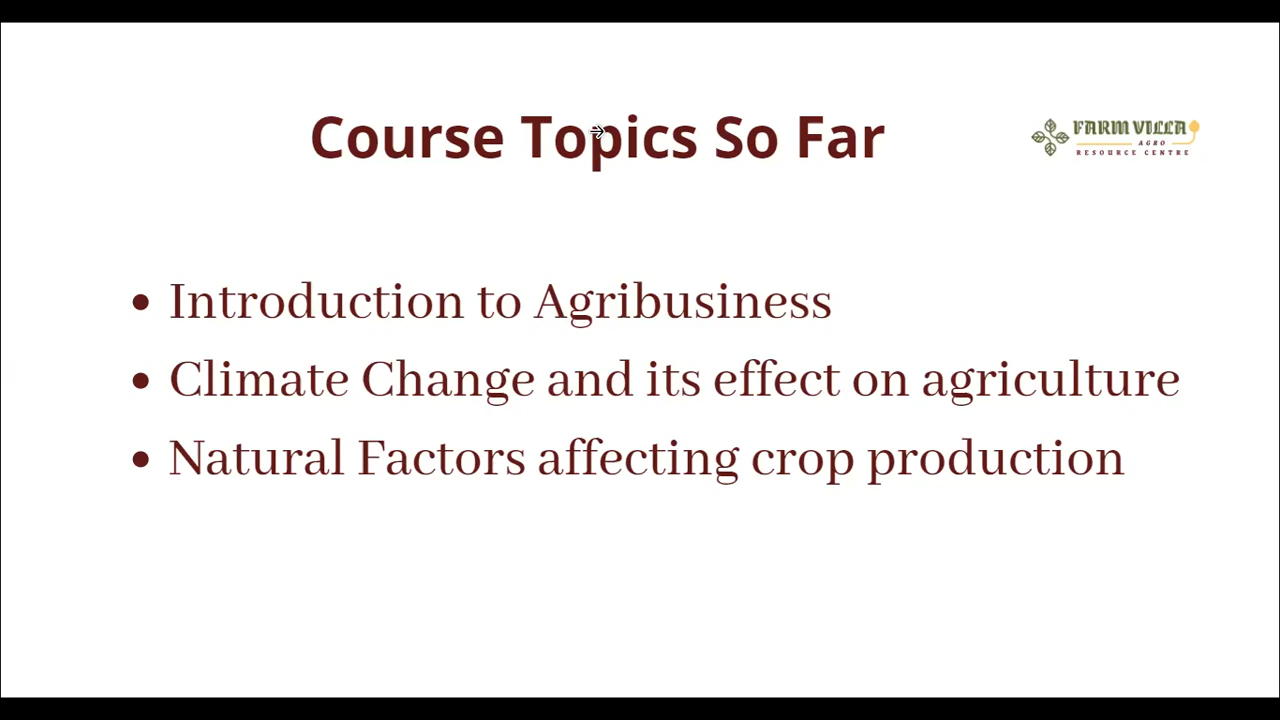 Course Topics So Far
FARM VILLA
AGRO
RESOURCE CENTRE
• Introduction to Agribusiness
• Climate Change and its effect on agriculture
• Natural Factors affecting crop production